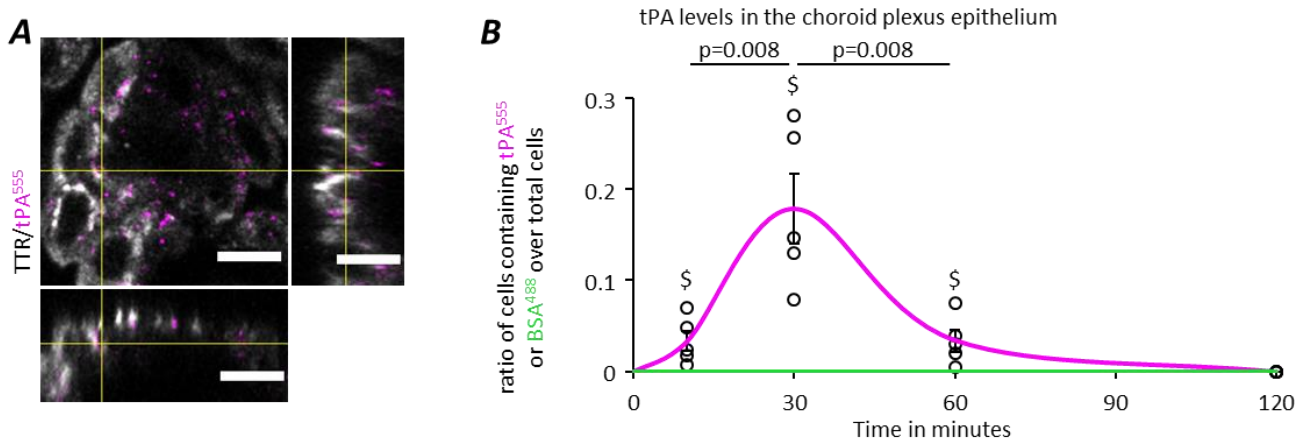 A
TTR/tPA555
B
tPA levels in the choroid plexus epithelium
p=0.008
p=0.008
$
$
$
ratio of cells containing tPA555
or BSA488 over total cells
0.3
0.2
0.1
0
0
30
60
90
120
Time in minutes